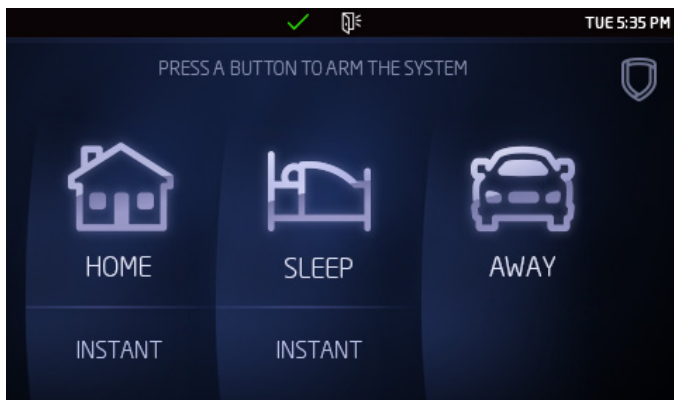 TUE 5:35 PM
PRESS A BUTTON TO ARM THE SYSTEM
HOME
SLEEP
AWAY
INSTANT
INSTANT